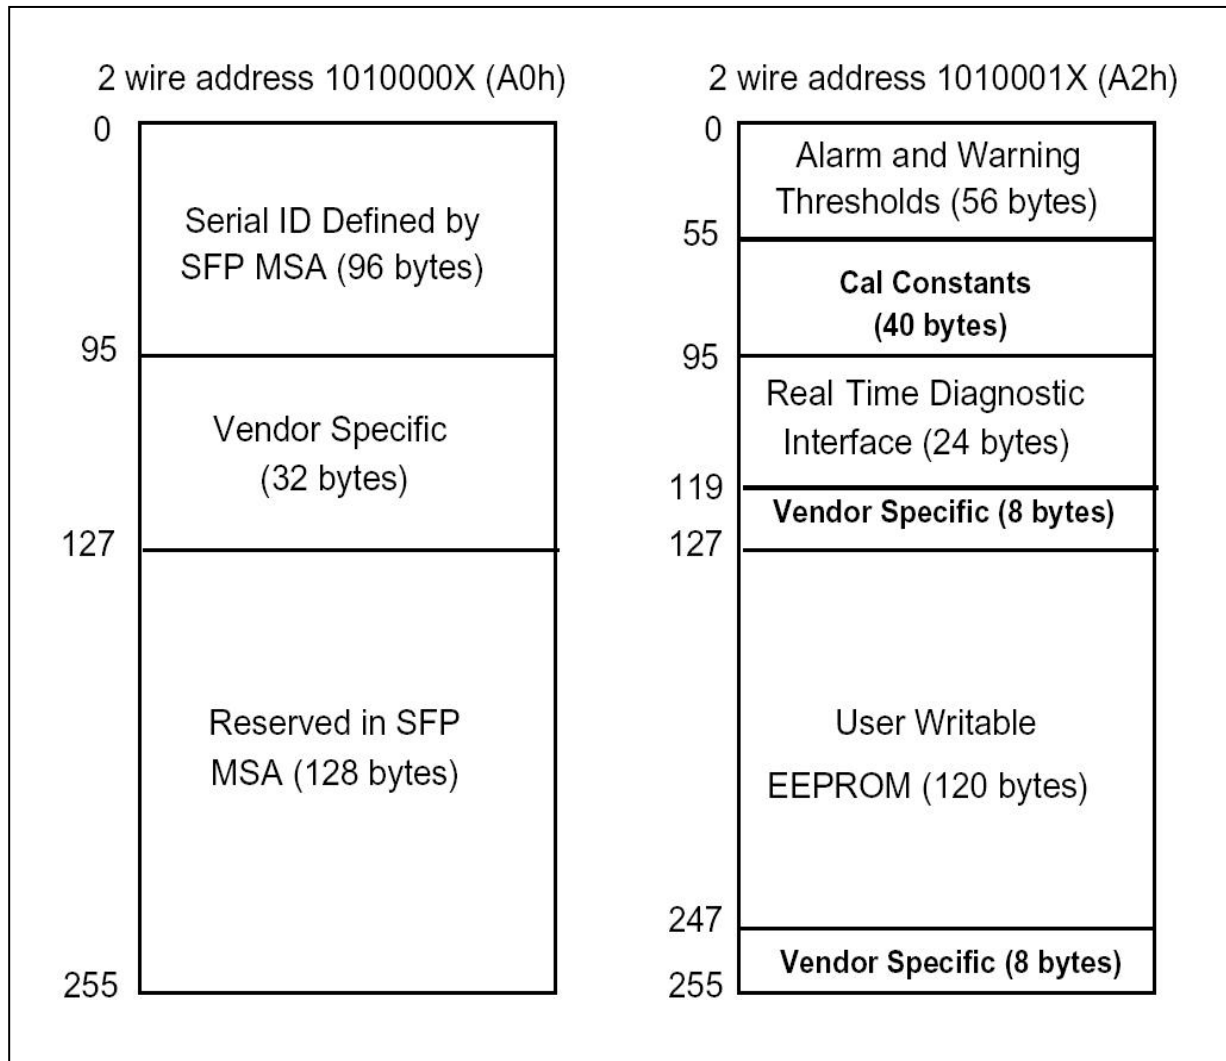 2 wire address 1010000X (A0h)
0
Serial ID Defined by
SFP MSA (96 bytes)
95
Vendor Specific
(32 bytes)
127
Reserved in SFP
MSA (128 bytes)
255
2 wire address 1010001X (A2h)
0
Alarm and Warning
Thresholds (56 bytes)
55
Cal Constants
(40 bytes)
95
Real Time Diagnostic
Interface (24 bytes)
119
Vendor Specific (8 bytes)
127
User Writable
EEPROM (120 bytes)
247
Vendor Specific (8 bytes)
255